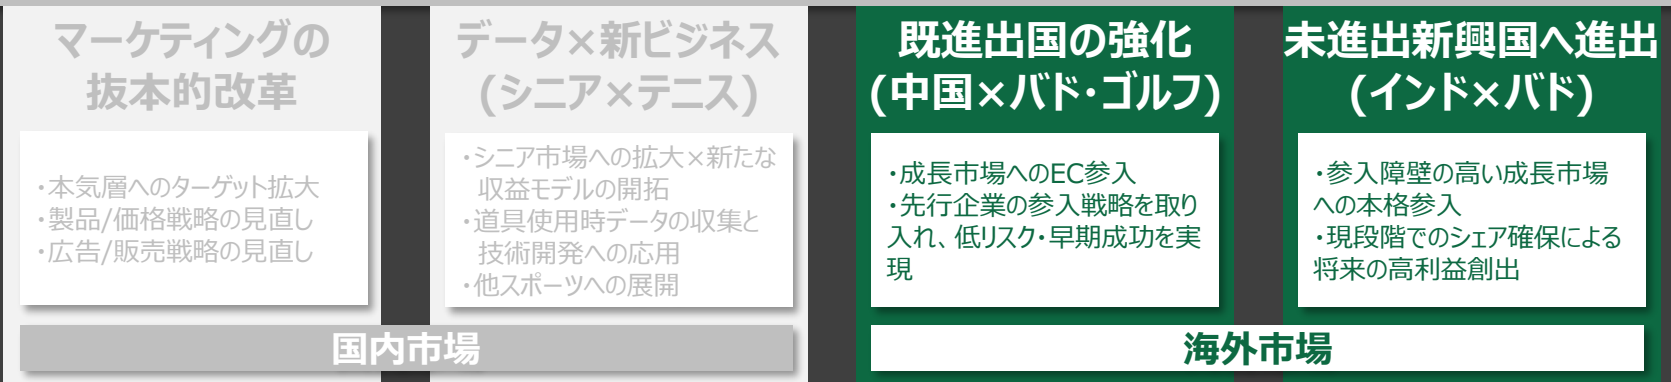 マーケティングの
抜本的改革
・本気層へのターゲット拡大
・製品/価格戦略の見直し
・広告/販売戦略の見直し
データ×新ビジネス
(シニア×テニス)
・シニア市場への拡大×新たな
収益モデルの開拓
・道具使用時データの収集と
技術開発への応用
・他スポーツへの展開
国内市場
既進出国の強化
(中国×バド・ゴルフ)
・成長市場へのEC参入
・先行企業の参入戦略を取り
入れ、低リスク・早期成功を実
現
未進出新興国へ進出
(インド×バド)
・参入障壁の高い成長市場
への本格参入
・現段階でのシェア確保による
将来の高利益創出
海外市場